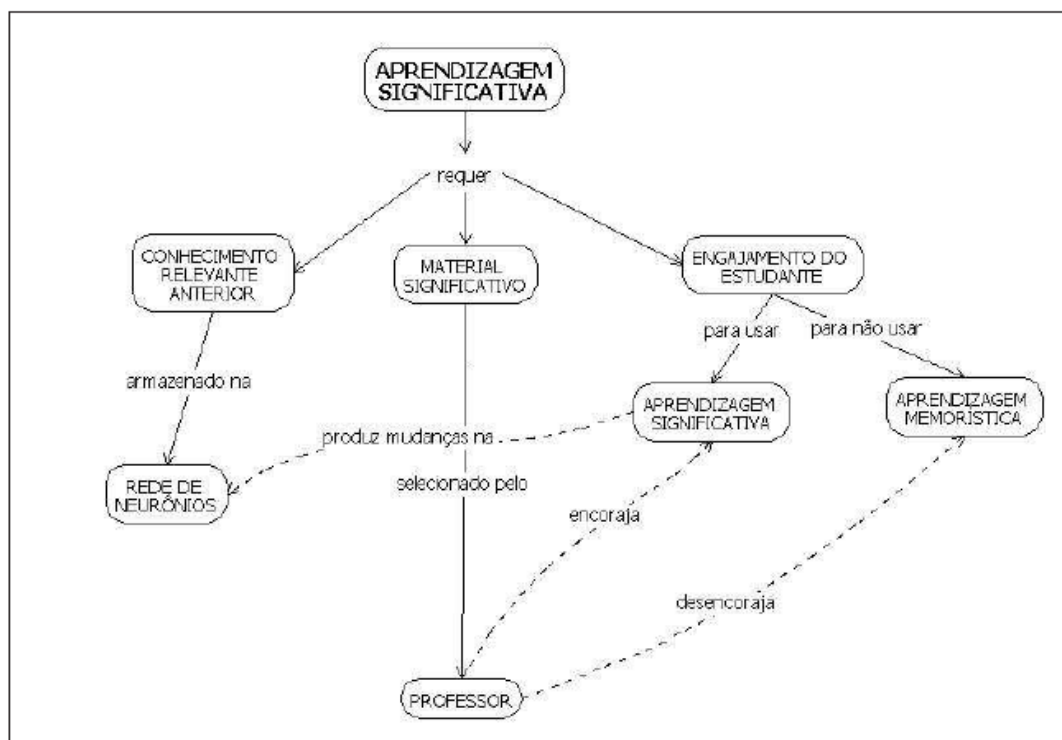 APRENDIZAGEM
SIGNIFICATIVA
requer
CONHECIMENTO
RELEVANTE
ANTERIOR
MATERIAL
SIGNIFICATIVO
ENGAJAMENTO DO
ESTUDANTE
para usar
para não usar
armazenado na
APRENDIZAGEM
SIGNIFICATIVA
APRENDIZAGEM
MEMORÍSTICA
produz mudanças na
REDE DE
NEURÔNIOS
selecionado pelo
encoraja
desencoraja
PROFESSOR